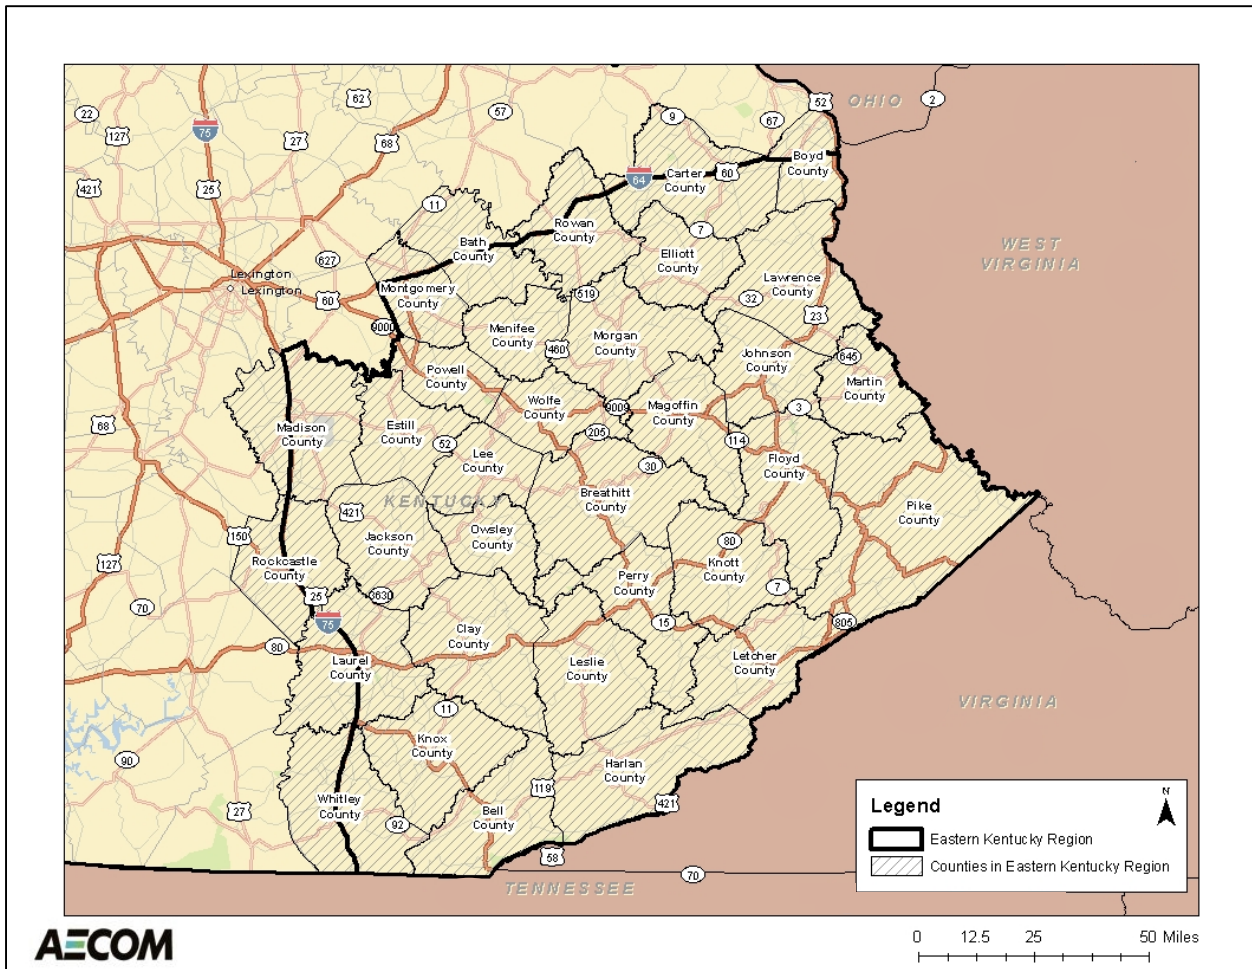 OHIO
WEST
VIRGINIA
VIRGINIA
TENNESSEE
KENTUCKY
Lexington
Lexington
Boyd
County
Carter
County
Rowan
County
Bath
County
Elliott
County
Lawrence
County
Montgomery
County
Menifee
County
Morgan
County
Johnson
County
Martin
County
Powell
County
Wolfe
County
Magoffin
County
Madison
County
Estill
County
Lee
County
Floyd
County
Breathitt
County
Pike
County
Jackson
County
Owsley
County
Rockcastle
County
Perry
County
Knott
County
Clay
County
Laurel
County
Leslie
County
Letcher
County
Knox
County
Harlan
County
Whitley
County
Bell
County
22
127
62
75
27
68
57
9
67
52
2
421
25
64
60
11
7
627
60
519
32
23
9000
460
645
68
9009
3
52
205
114
30
421
150
80
127
70
25
3630
7
75
15
805
80
11
90
27
119
421
92
58
70
Legend
N
Eastern Kentucky Region
Counties in Eastern Kentucky Region
AECOM
0 12.5 25 50 Miles